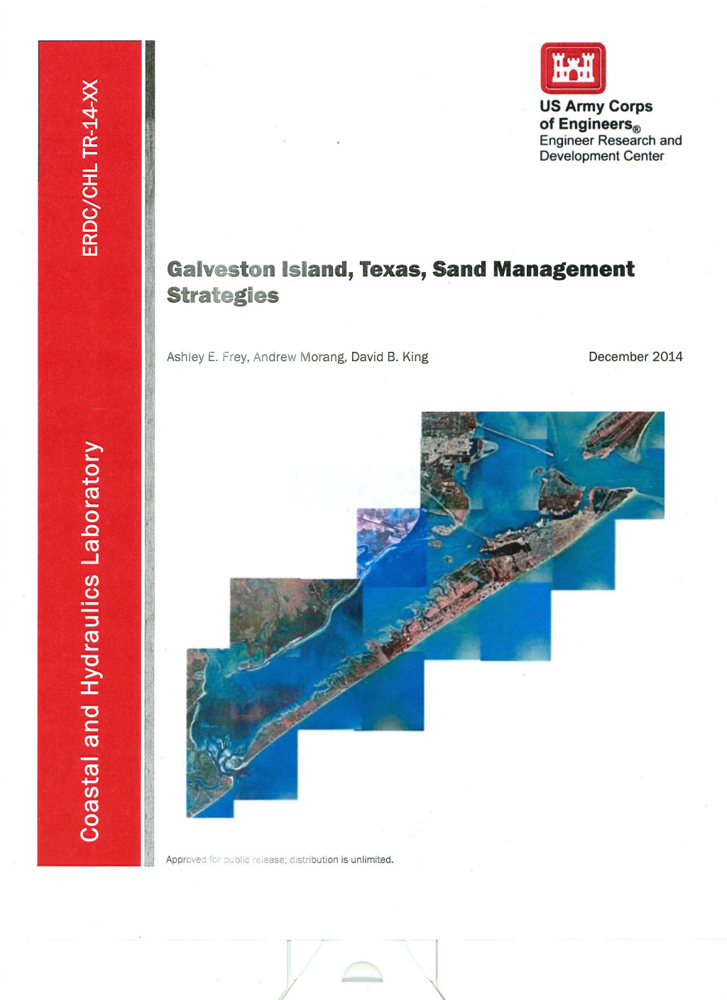 ERDC/CHL TR-14-XX
Coastal and Hydraulics Laboratory
US Army Corps
of Engineers®
Engineer Research and
Development Center
Galveston Island, Texas, Sand Management
Strategies
Ashley E. Frey, Andrew Morang, David B. King
December 2014
Approved for public release; distribution is unlimited.